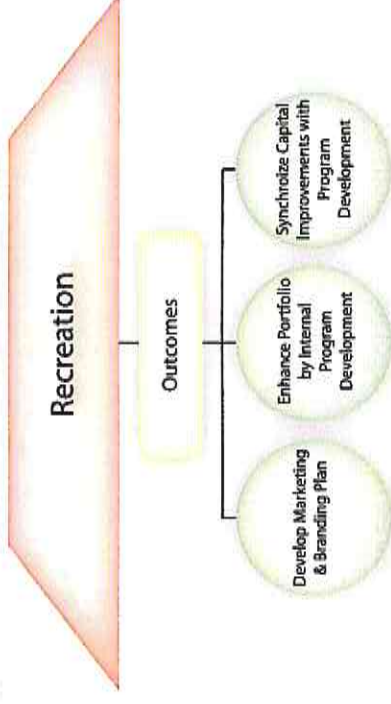 Recreation
Outcomes
Develop Marketing
& Branding Plan
Enhance Portfolio
by Internal
Program
Development
Synchroize Capital
Improvements with
Program
Development